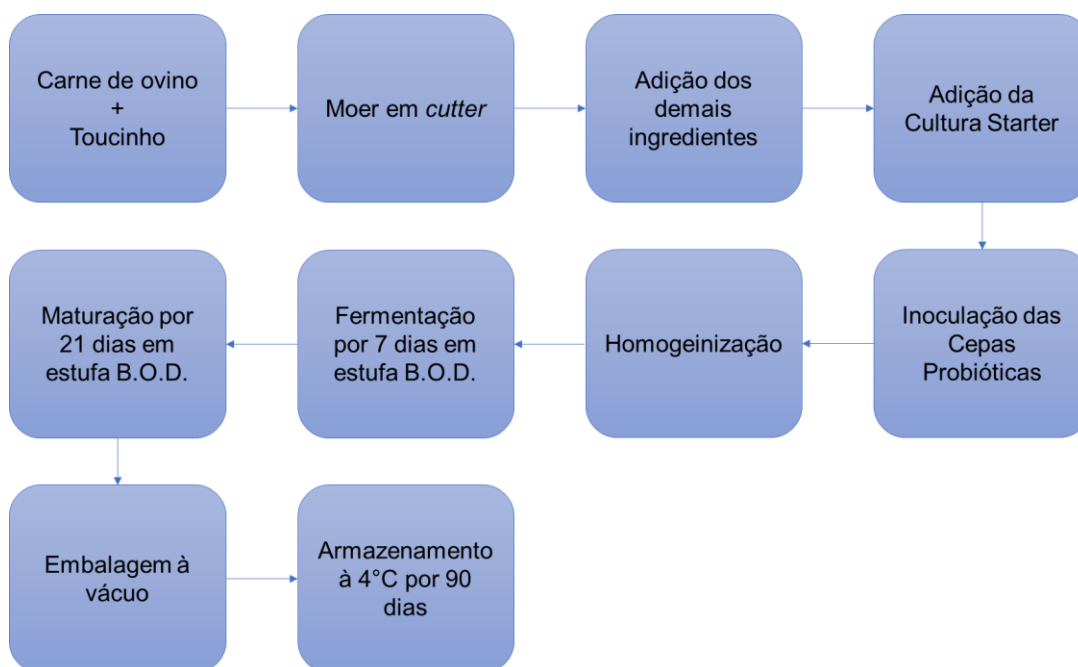 Carne de ovino
+
Toucinho
Moer em cutter
Adição dos
demais
ingredientes
Adição da
Cultura Starter
Inoculação das
Cepas
Probióticas
Homogeinização
Fermentação
por 7 dias em
estufa B.O.D.
Maturação por
21 dias em
estufa B.O.D.
Embalagem à
vácuo
Armazenamento
à 4°C por 90
dias